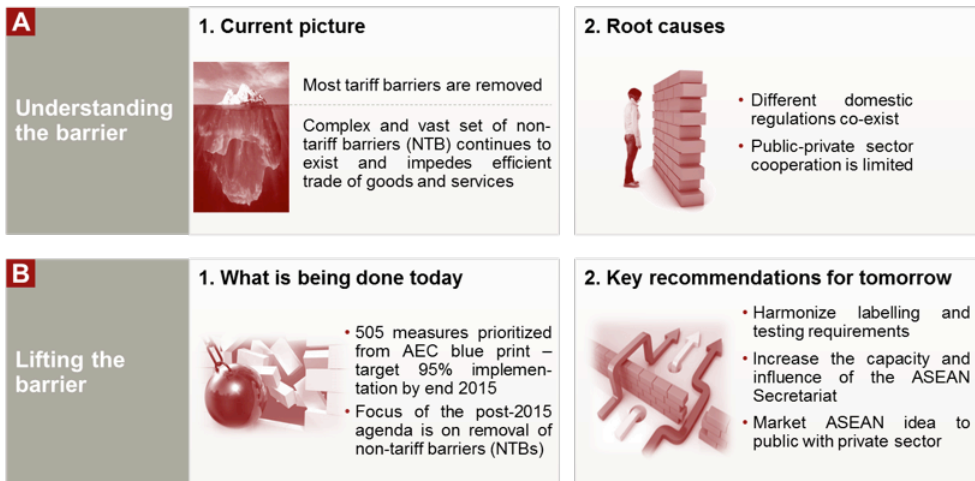 A
Understanding
the barrier
1. Current picture
Most tariff barriers are removed
Complex and vast set of non-
tariff barriers (NTB) continues to
exist and impedes efficient
trade of goods and services
2. Root causes
• Different domestic
regulations co-exist
• Public-private sector
cooperation is limited
B
Lifting the
barrier
1. What is being done today
• 505 measures prioritized
from AEC blue print –
target 95% implemen-
tation by end 2015
• Focus of the post-2015
agenda is on removal of
non-tariff barriers (NTBs)
2. Key recommendations for tomorrow
• Harmonize labelling and
testing requirements
• Increase the capacity and
influence of the ASEAN
Secretariat
• Market ASEAN idea to
public with private sector